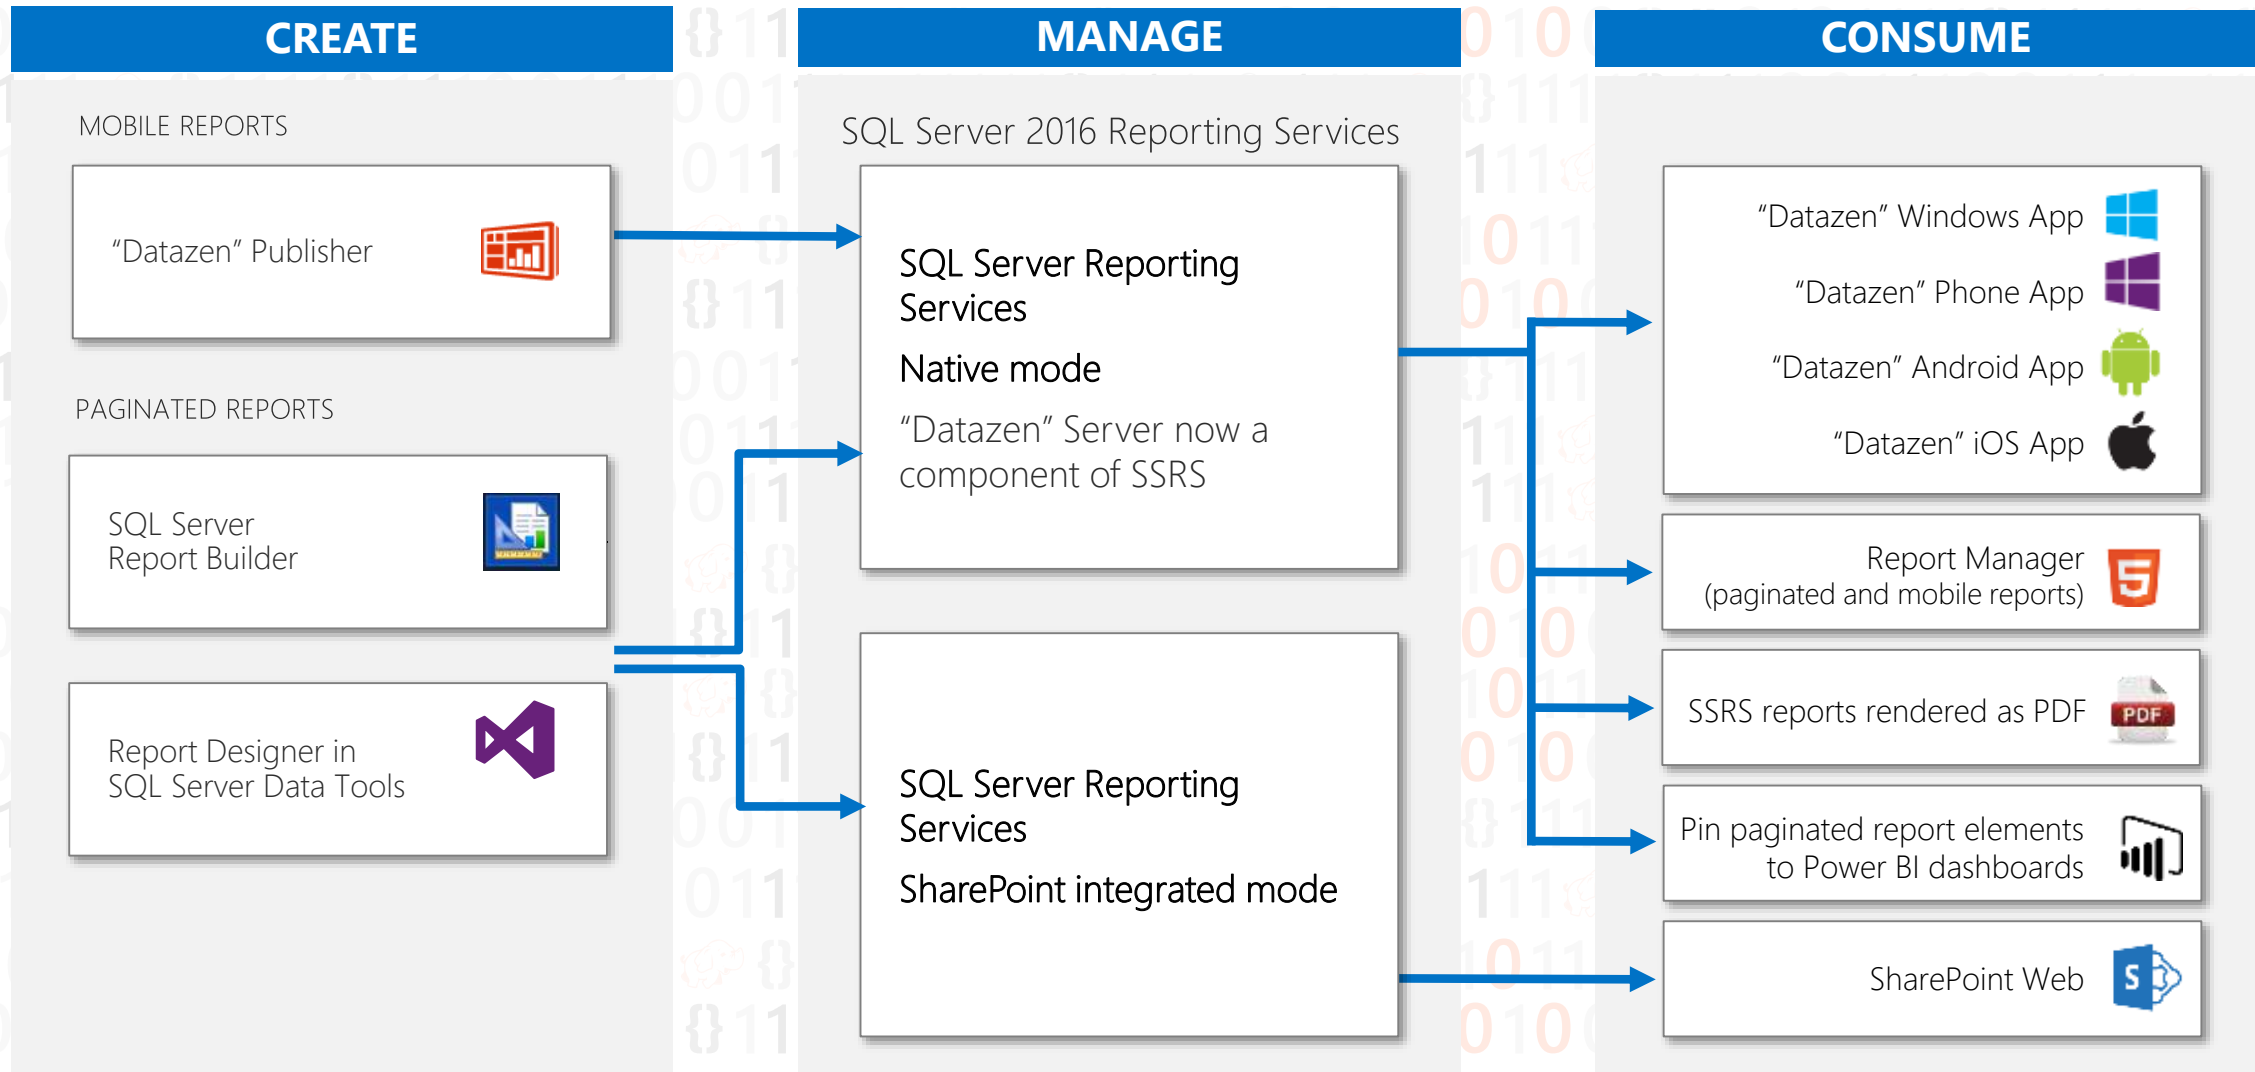 CREATE
MOBILE REPORTS
“Datazen” Publisher
PAGINATED REPORTS
SQL Server
Report Builder
Report Designer in
SQL Server Data Tools
MANAGE
SQL Server 2016 Reporting Services
SQL Server Reporting
Services
Native mode
“Datazen” Server now a
component of SSRS
SQL Server Reporting
Services
SharePoint integrated mode
CONSUME
“Datazen” Windows App
“Datazen” Phone App
“Datazen” Android App
“Datazen” iOS App
Report Manager
(paginated and mobile reports)
5
SSRS reports rendered as PDF
PDF
Pin paginated report elements
to Power BI dashboards
SharePoint Web
S